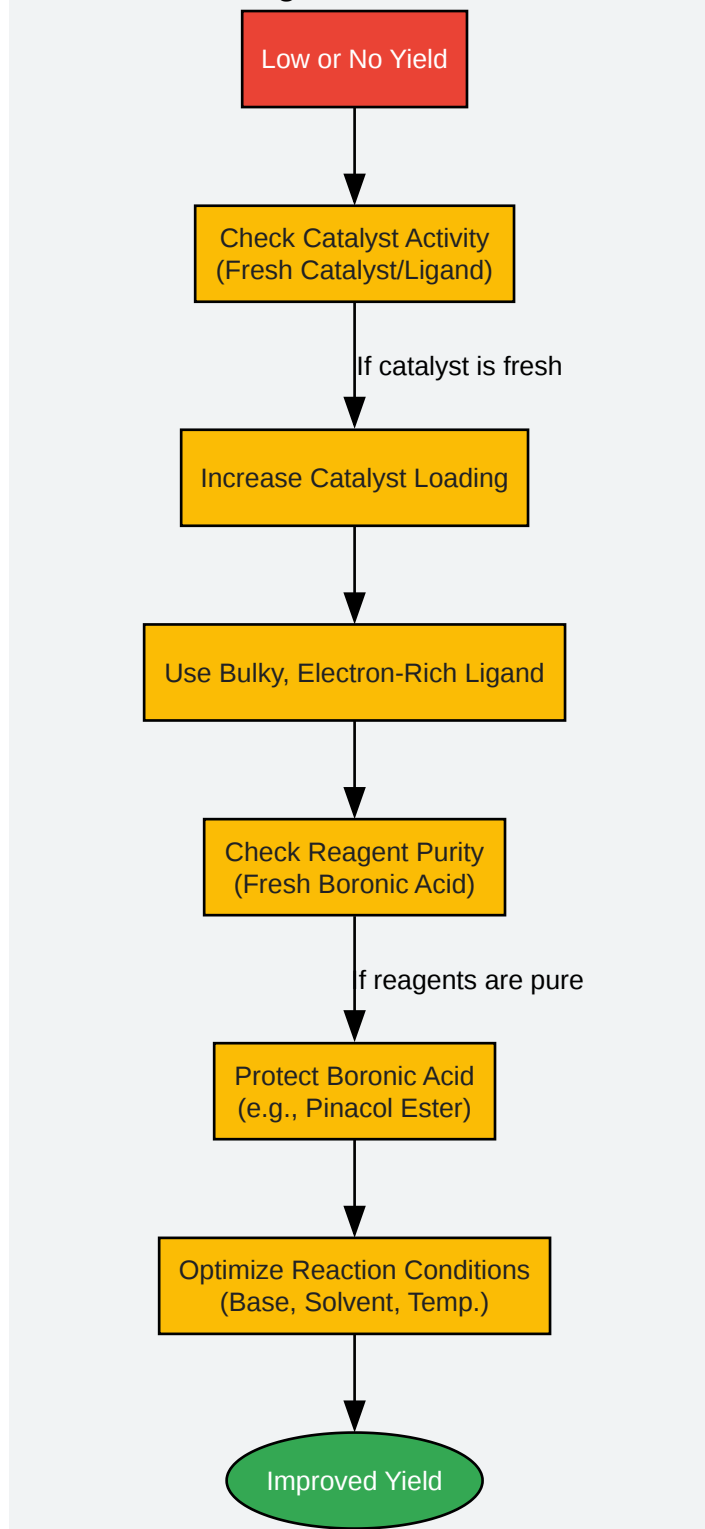 Low or No Yield
Check Catalyst Activity
(Fresh Catalyst/Ligand)
If catalyst is fresh
Increase Catalyst Loading
Use Bulky, Electron-Rich Ligand
Check Reagent Purity
(Fresh Boronic Acid)
If reagents are pure
Protect Boronic Acid
(e.g., Pinacol Ester)
Optimize Reaction Conditions
(Base, Solvent, Temp.)
Improved Yield